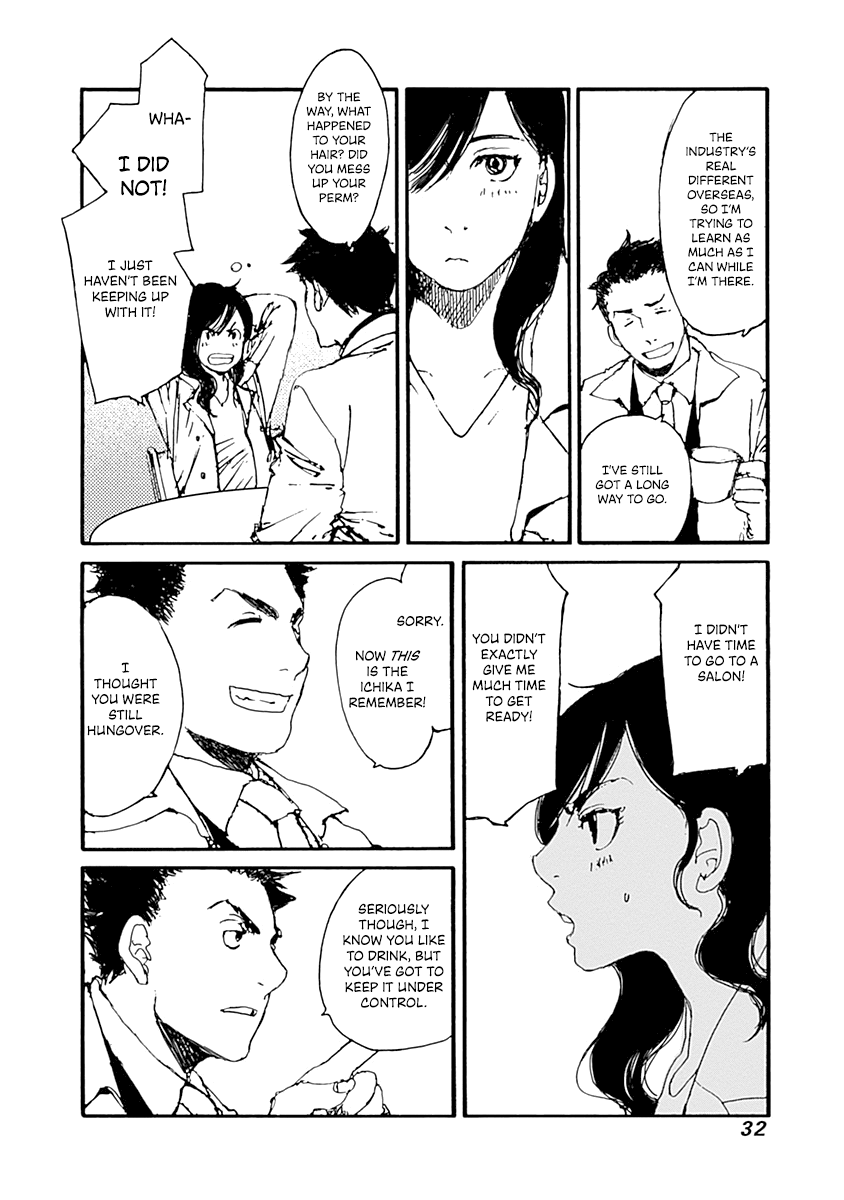 THE
INDUSTRY'S
REAL
DIFFERENT
OVERSEAS,
SO I'M
TRYING TO
LEARN AS
MUCH AS I
CAN WHILE
I'M THERE.
I'VE STILL
GOT A LONG
WAY TO GO.
BY THE
WAY, WHAT
HAPPENED
TO YOUR
HAIR? DID
YOU MESS
UP YOUR
PERM?
WHA-
I DID
NOT!
I JUST
HAVEN'T BEEN
KEEPING UP
WITH IT!
I DIDN'T
HAVE TIME
TO GO TO A
SALON!
YOU DIDN'T
EXACTLY
GIVE ME
MUCH TIME
TO GET
READY!
SORRY.
NOW THIS
IS THE
ICHIKA I
REMEMBER!
I
THOUGHT
YOU WERE
STILL
HUNGOVER.
SERIOUSLY
THOUGH, I
KNOW YOU LIKE
TO DRINK, BUT
YOU'VE GOT TO
KEEP IT UNDER
CONTROL.
32